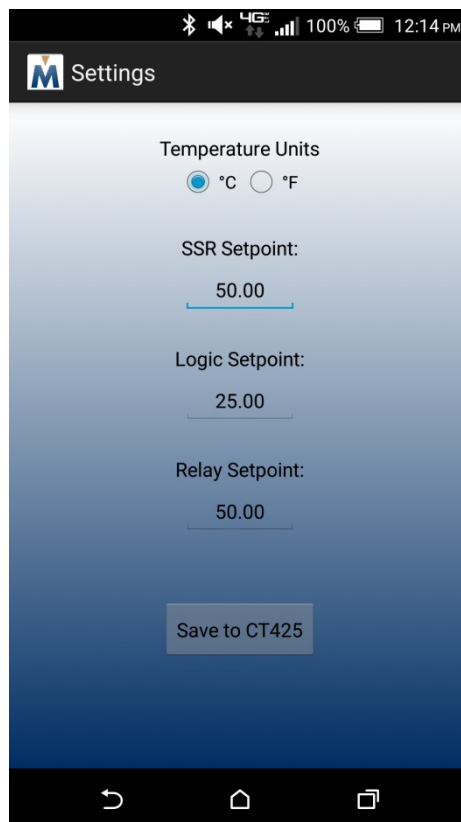 4G 100% 12:14 PM
M Settings
Temperature Units
°C °F
SSR Setpoint:
50.00
Logic Setpoint:
25.00
Relay Setpoint:
50.00
Save to CT425